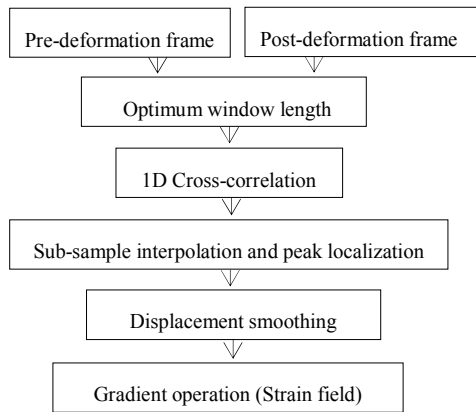 Pre-deformation frame
Post-deformation frame
Optimum window length
1D Cross-correlation
Sub-sample interpolation and peak localization
Displacement smoothing
Gradient operation (Strain field)